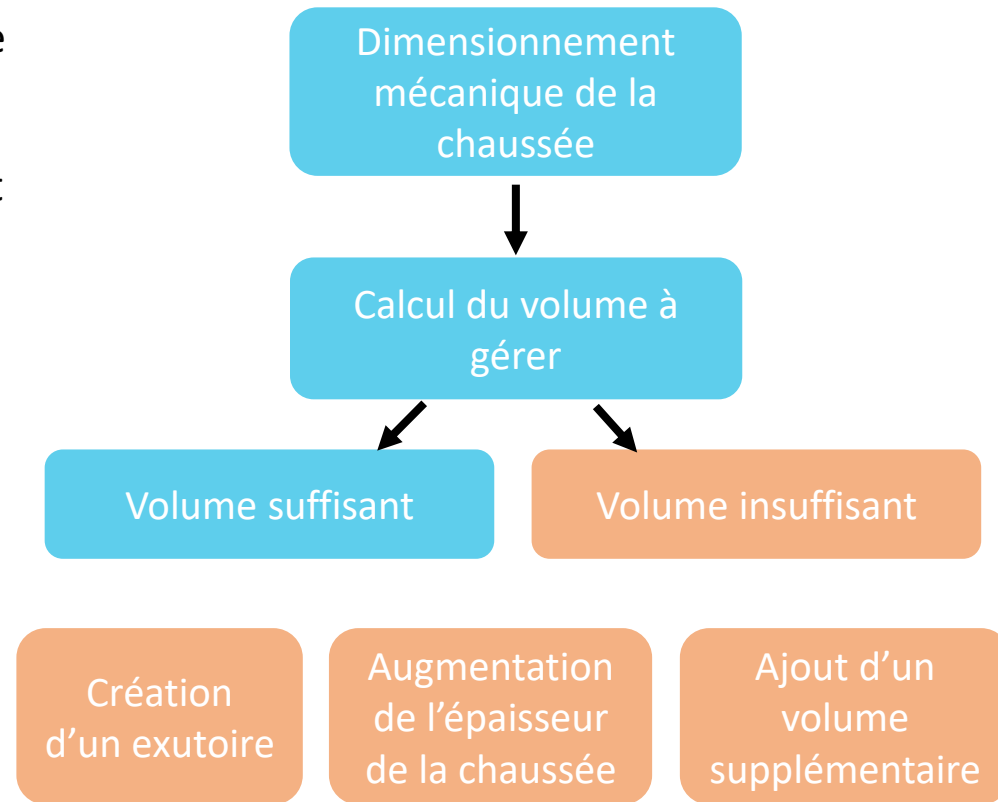 e
Dimensionnement
mécanique de la
chaussée
t
Calcul du volume à
gérer
Volume suffisant
Volume insuffisant
Création
d’un exutoire
Augmentation
de l’épaisseur
de la chaussée
Ajout d’un
volume
supplémentaire